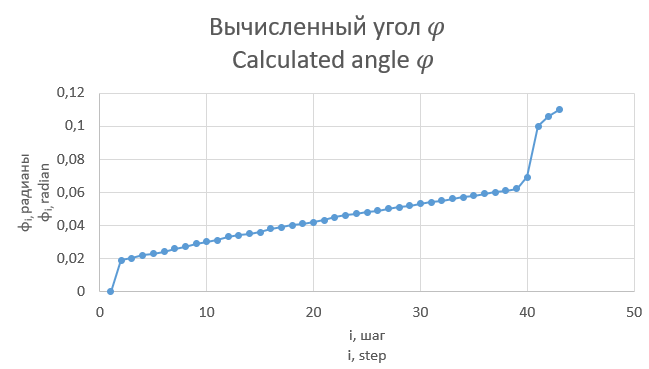 Вычисленный угол φ
Calculated angle φ
0,12
0,1
0,08
0,06
0,04
0,02
0
ϕi, радианы
ϕi, radian
0 10 20 30 40 50
i, шаг
i, step